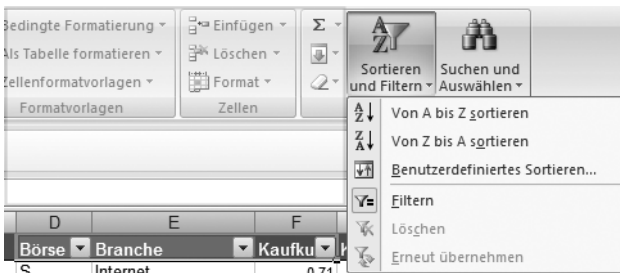 Bedingte Formatierung
Als Tabelle formatieren
Zellenformatvorlagen
Formatvorlagen
Einfügen
Löschen
Format
Zellen
Σ
Sortieren
und Filtern
Suchen und
Auswählen
Von A bis Z sortieren
Von Z bis A sortieren
Benutzerdefiniertes Sortieren...
Filtern
Löschen
Erneut übernehmen
D E F
Börse Branche Kaufku
S Internet 0,71